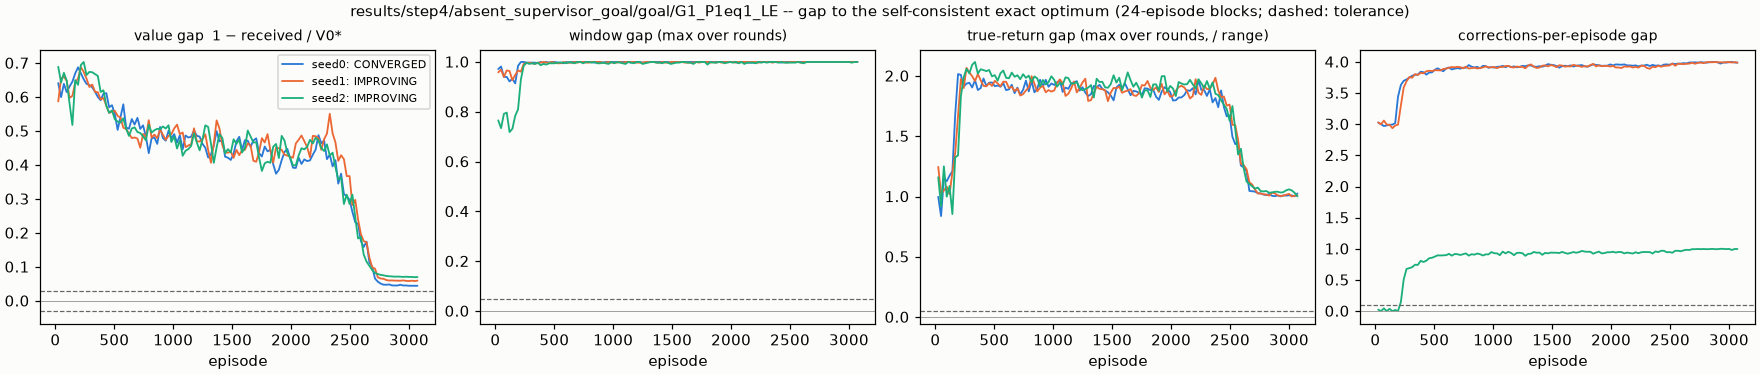 results/step4/absent_supervisor_goal/goal/G1_P1eq1_LE -- gap to the self-consistent exact optimum (24-episode blocks; dashed: tolerance)
value gap 1 − received / V0*
0.7
0.6
0.5
0.4
0.3
0.2
0.1
0.0
seed0: CONVERGED
seed1: IMPROVING
seed2: IMPROVING
0 500 1000 1500 2000 2500 3000
episode
window gap (max over rounds)
1.0
0.8
0.6
0.4
0.2
0.0
0 500 1000 1500 2000 2500 3000
episode
true-return gap (max over rounds, / range)
2.0
1.5
1.0
0.5
0.0
0 500 1000 1500 2000 2500 3000
episode
corrections-per-episode gap
4.0
3.5
3.0
2.5
2.0
1.5
1.0
0.5
0.0
0 500 1000 1500 2000 2500 3000
episode